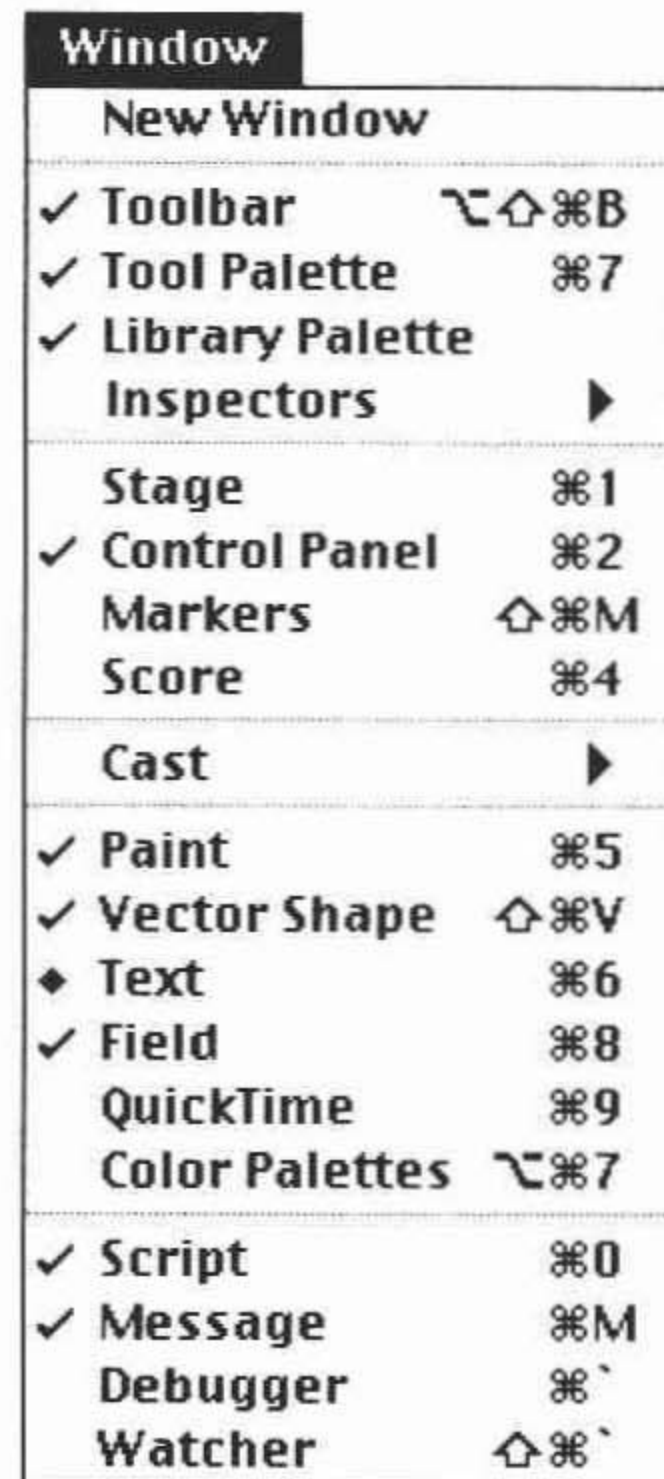 Window
New Window
✓ Toolbar ⌥⇧⌘B
✓ Tool Palette ⌘7
✓ Library Palette
Inspectors ▶
Stage ⌘1
✓ Control Panel ⌘2
Markers ⇧⌘M
Score ⌘4
Cast ▶
✓ Paint ⌘5
✓ Vector Shape ⇧⌘V
◆ Text ⌘6
✓ Field ⌘8
QuickTime ⌘9
Color Palettes ⌥⌘7
✓ Script ⌘0
✓ Message ⌘M
Debugger ⌘`
Watcher ⇧⌘`